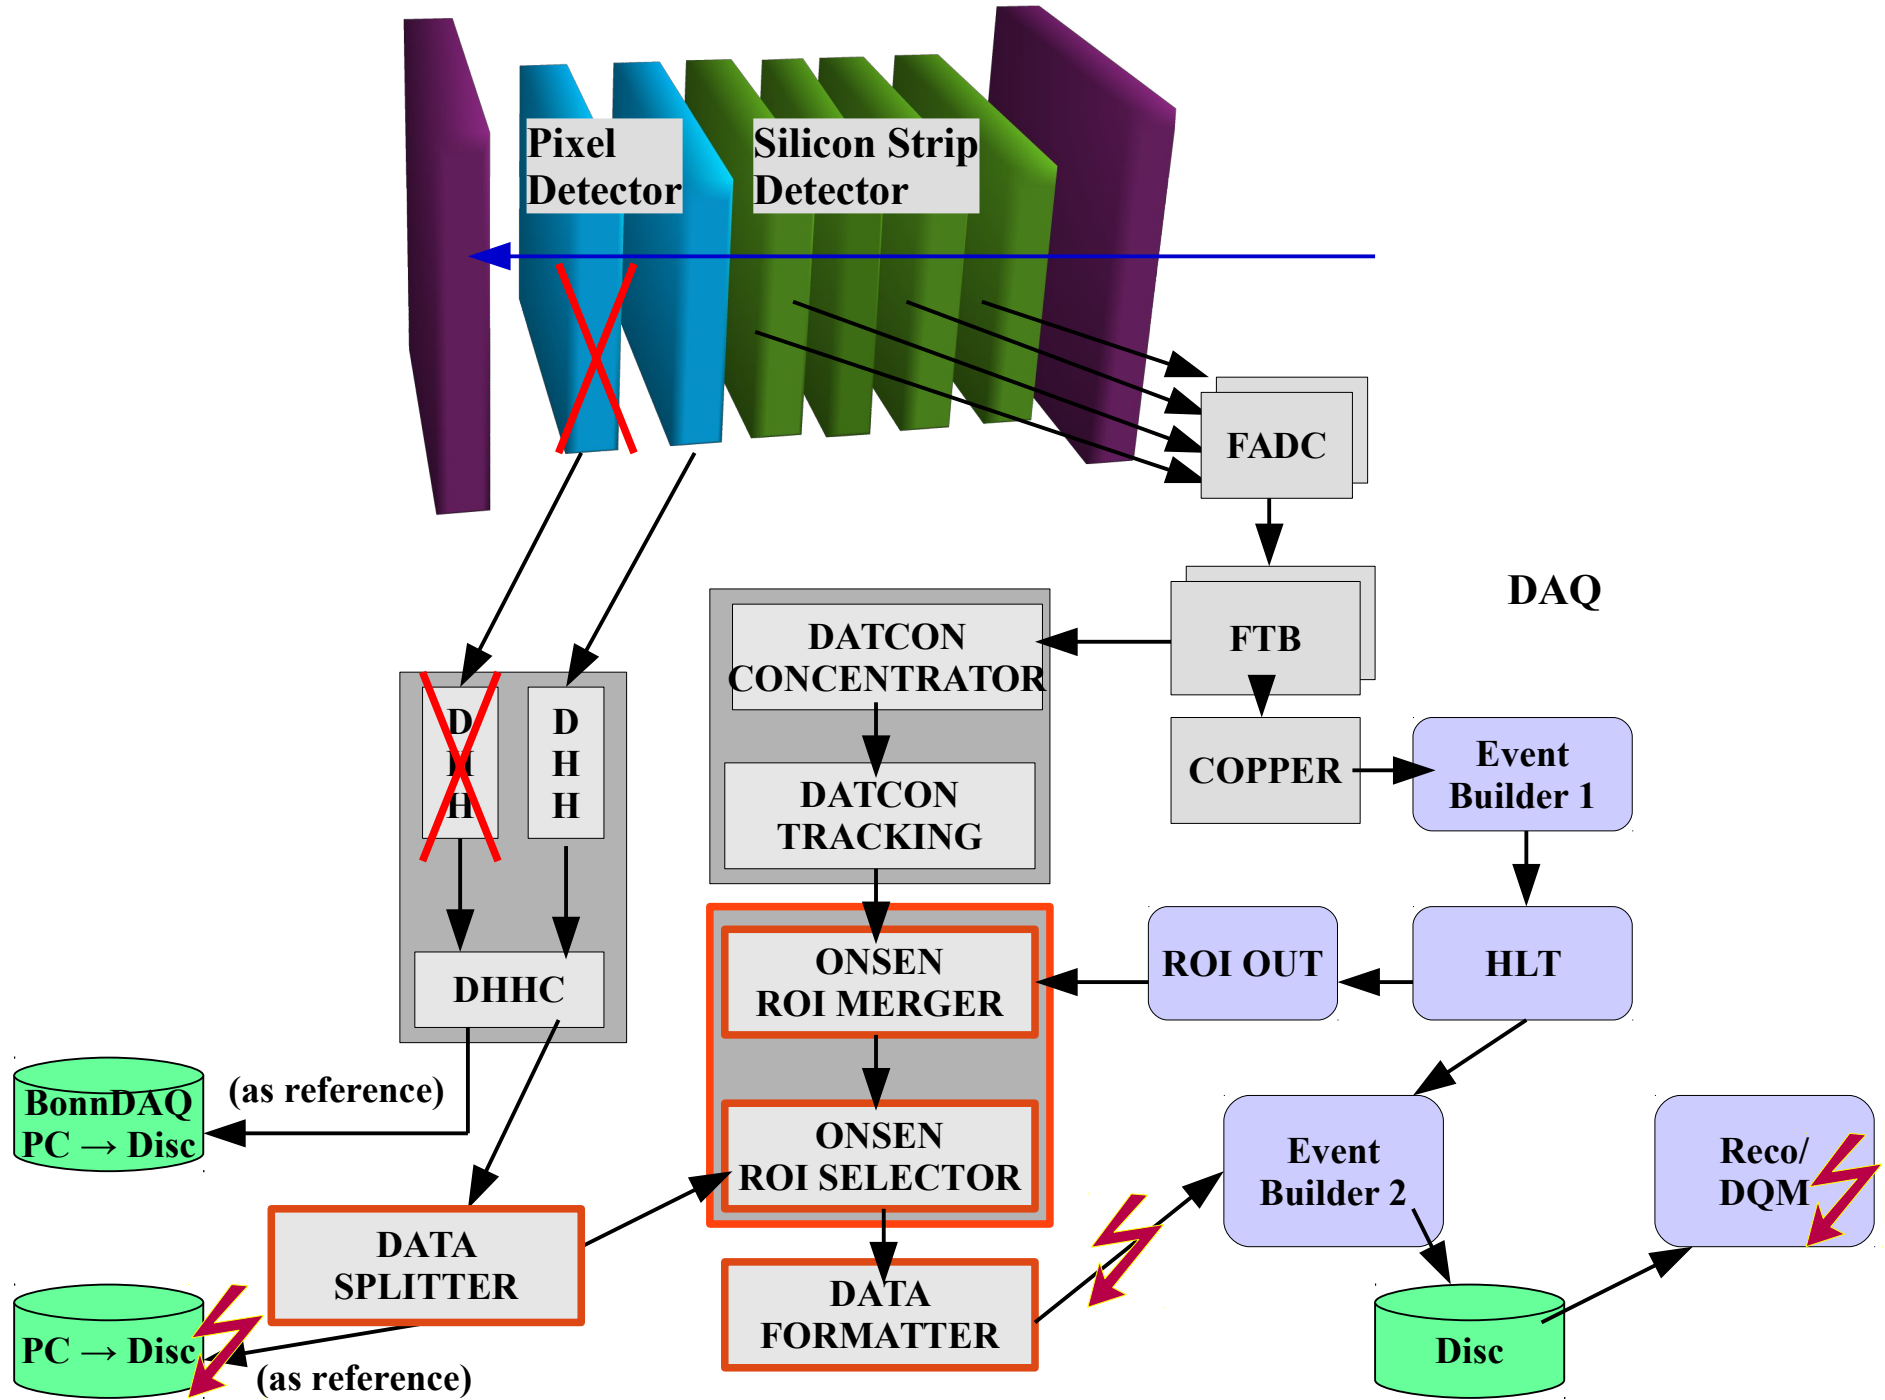 Pixel
Detector
Silicon Strip
Detector
FADC
DAQ
FTB
DATCON
CONCENTRATOR
D
H
H
D
H
H
COPPER
Event
Builder 1
DATCON
TRACKING
ONSEN
ROI MERGER
ROI OUT
HLT
DHHC
BonnDAQ
PC → Disc
(as reference)
ONSEN
ROI SELECTOR
Event
Builder 2
Reco/
DQM
DATA
SPLITTER
DATA
FORMATTER
PC → Disc
(as reference)
Disc